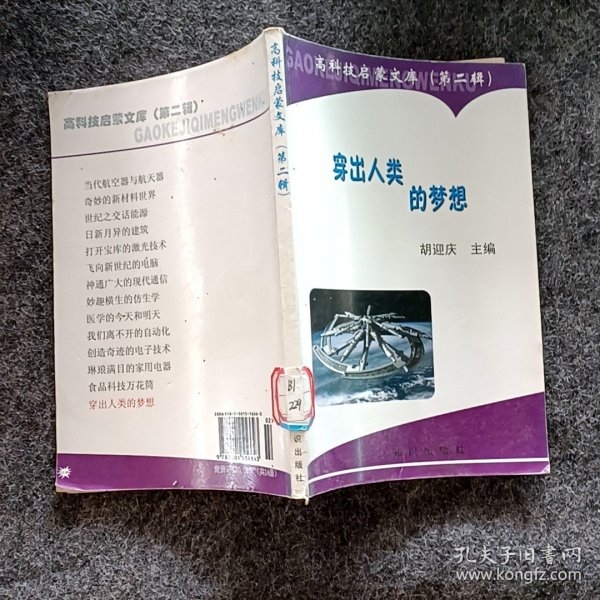 高科技启蒙文库（第二辑）
GAOKEJIQIMENGWENKU
当代航空器与航天器
奇妙的新材料世界
世纪之交话能源
日新月异的建筑
打开宝库的激光技术
飞向新世纪的电脑
神通广大的现代通信
妙趣横生的仿生学
医学的今天和明天
我们离不开的自动化
创造奇迹的电子技术
琳琅满目的家用电器
食品科技万花筒
穿出人类的梦想
高科技启蒙文库（第二辑）
B1-
229
识出版社
GAOKEJIQIMENGWENKU
高科技启蒙文库（第二辑）
穿出人类
的梦想
胡迎庆 主编
知识出版社
孔夫子旧书网
www.kongfz.com